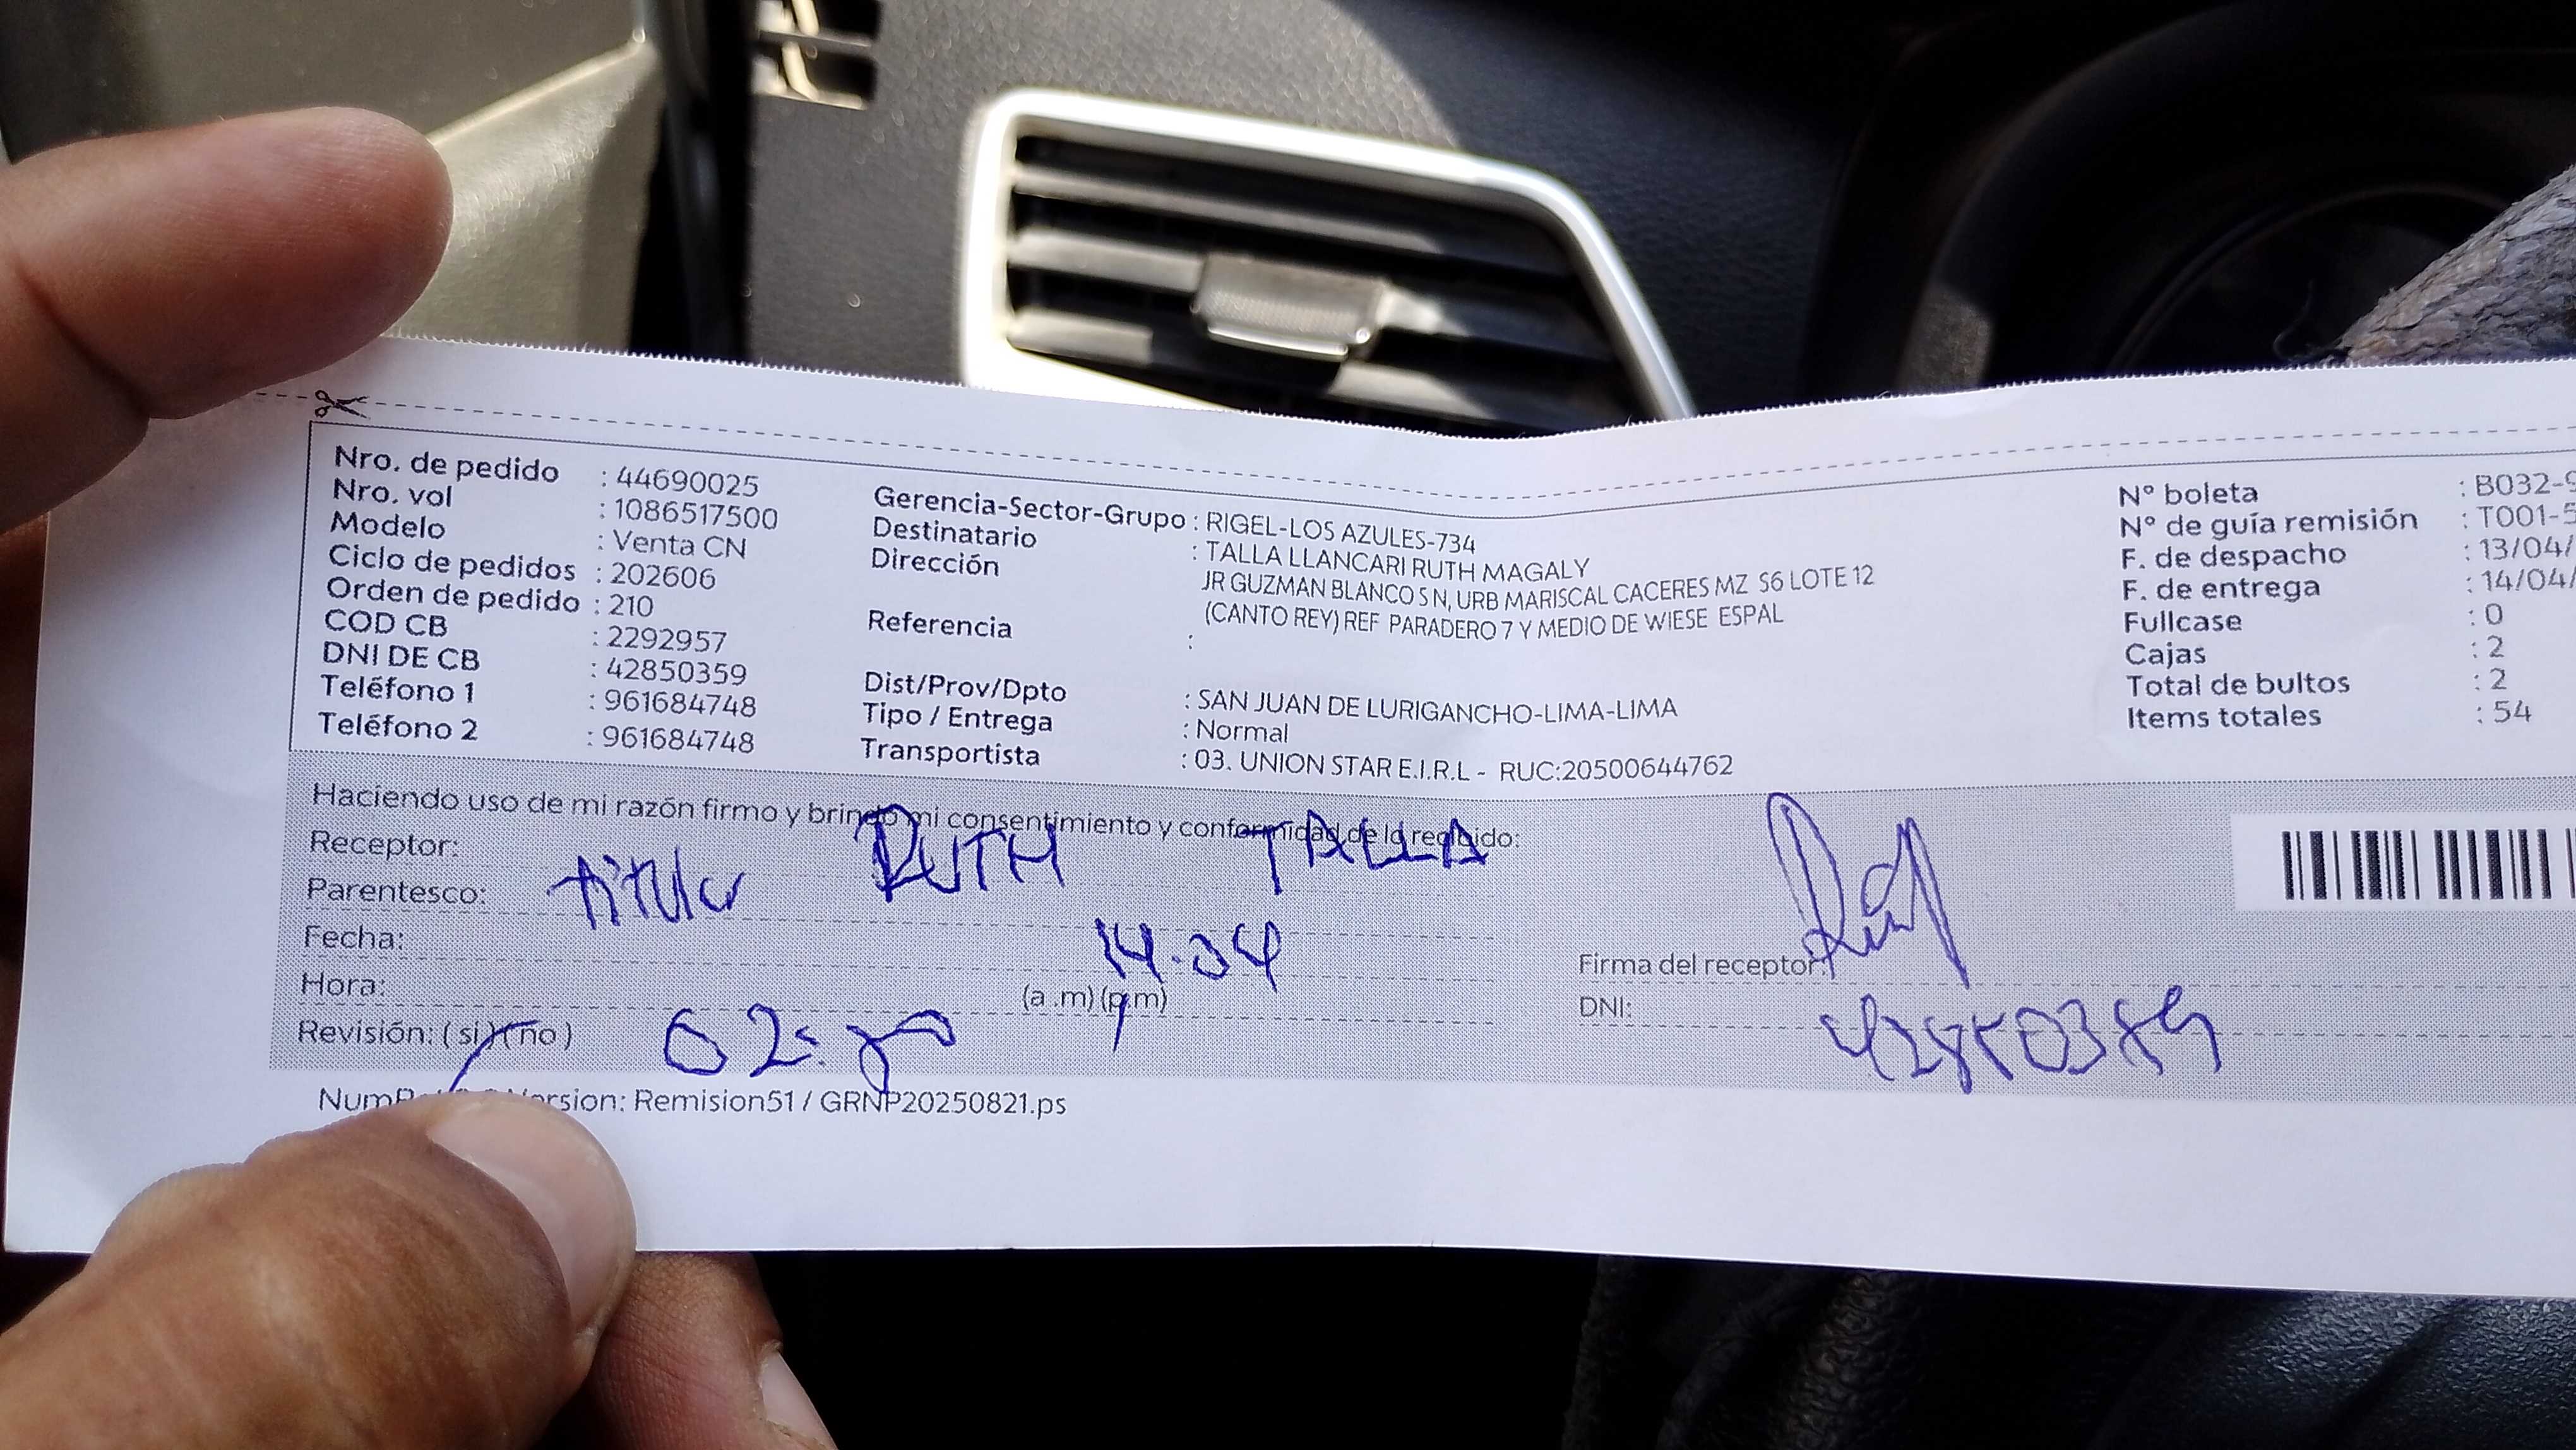 Nro. de pedido : 44690025
Nro. vol : 1086517500
Modelo : Venta CN
Ciclo de pedidos : 202606
Orden de pedido : 210
COD CB : 2292957
DNI DE CB : 42850359
Teléfono 1 : 961684748
Teléfono 2 : 961684748
Gerencia-Sector-Grupo : RIGEL-LOS AZULES-734
Destinatario : TALLA LLANCARI RUTH MAGALY
Dirección JR GUZMAN BLANCO S N, URB MARISCAL CACERES MZ S6 LOTE 12
(CANTO REY) REF PARADERO 7 Y MEDIO DE WIESE ESPAL
Referencia :
Dist/Prov/Dpto : SAN JUAN DE LURIGANCHO-LIMA-LIMA
Tipo / Entrega : Normal
Transportista : 03. UNION STAR E.I.R.L - RUC:20500644762
N° boleta : B032-9
N° de guía remisión : T001-5
F. de despacho : 13/04/
F. de entrega : 14/04/
Fullcase : 0
Cajas : 2
Total de bultos : 2
Items totales : 54
Haciendo uso de mi razón firmo y brindo mi consentimiento y conformidad de lo recibido:
Receptor: RUTH TALLA
Parentesco: titular
Fecha: 14.04
Hora: (a .m) (p.m)
Revisión: ( si ) ( no ) 02:
Firma del receptor:
DNI:
Version: Remision51 / GRNP20250821.ps